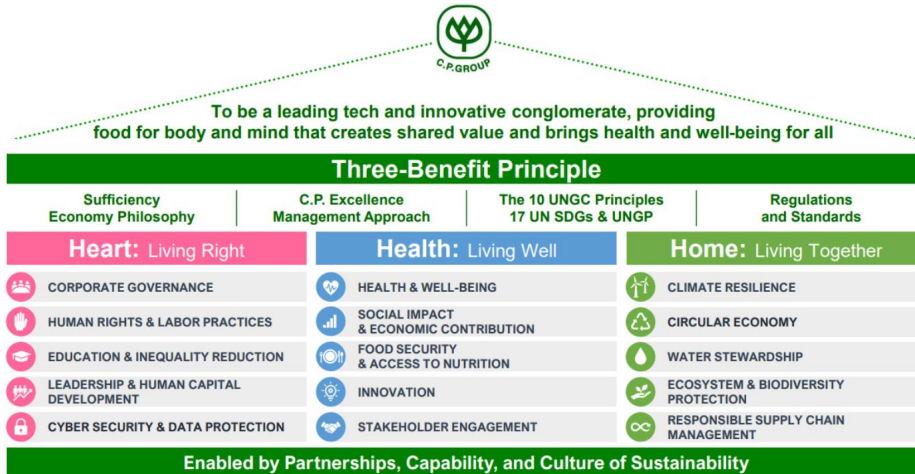 C.P.GROUP
To be a leading tech and innovative conglomerate, providing
food for body and mind that creates shared value and brings health and well-being for all
Three-Benefit Principle
Sufficiency
Economy Philosophy
C.P. Excellence
Management Approach
The 10 UNGC Principles
17 UN SDGs & UNGP
Regulations
and Standards
Heart: Living Right
CORPORATE GOVERNANCE
HUMAN RIGHTS & LABOR PRACTICES
EDUCATION & INEQUALITY REDUCTION
LEADERSHIP & HUMAN CAPITAL
DEVELOPMENT
CYBER SECURITY & DATA PROTECTION
Health: Living Well
HEALTH & WELL-BEING
SOCIAL IMPACT
& ECONOMIC CONTRIBUTION
FOOD SECURITY
& ACCESS TO NUTRITION
INNOVATION
STAKEHOLDER ENGAGEMENT
Home: Living Together
CLIMATE RESILIENCE
CIRCULAR ECONOMY
WATER STEWARDSHIP
ECOSYSTEM & BIODIVERSITY
PROTECTION
RESPONSIBLE SUPPLY CHAIN
MANAGEMENT
Enabled by Partnerships, Capability, and Culture of Sustainability